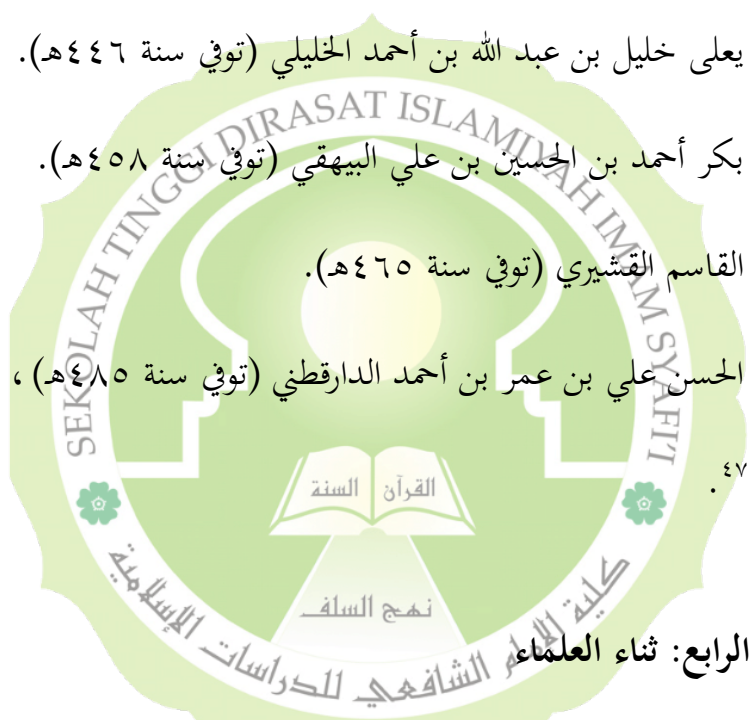 يعلى خليل بن عبد الله بن أحمد الخليلي (توفي سنة ٤٤٦هـ).
بكر أحمد بن الحسين بن علي البيهقي (توفي سنة ٤٥٨هـ).
القاسم القشيري (توفي سنة ٤٦٥هـ).
الحسن علي بن عمر بن أحمد الدارقطني (توفي سنة ٤٨٥هـ) ،
٤٧.
الرابع: ثناء العلماء
SEKOLAH TINGGI DIRASAT ISLAMIYAH IMAM SYAFI'I
القرآن السنة
نهج السلف
كلية الإمام الشافعي للدراسات الإسلامية